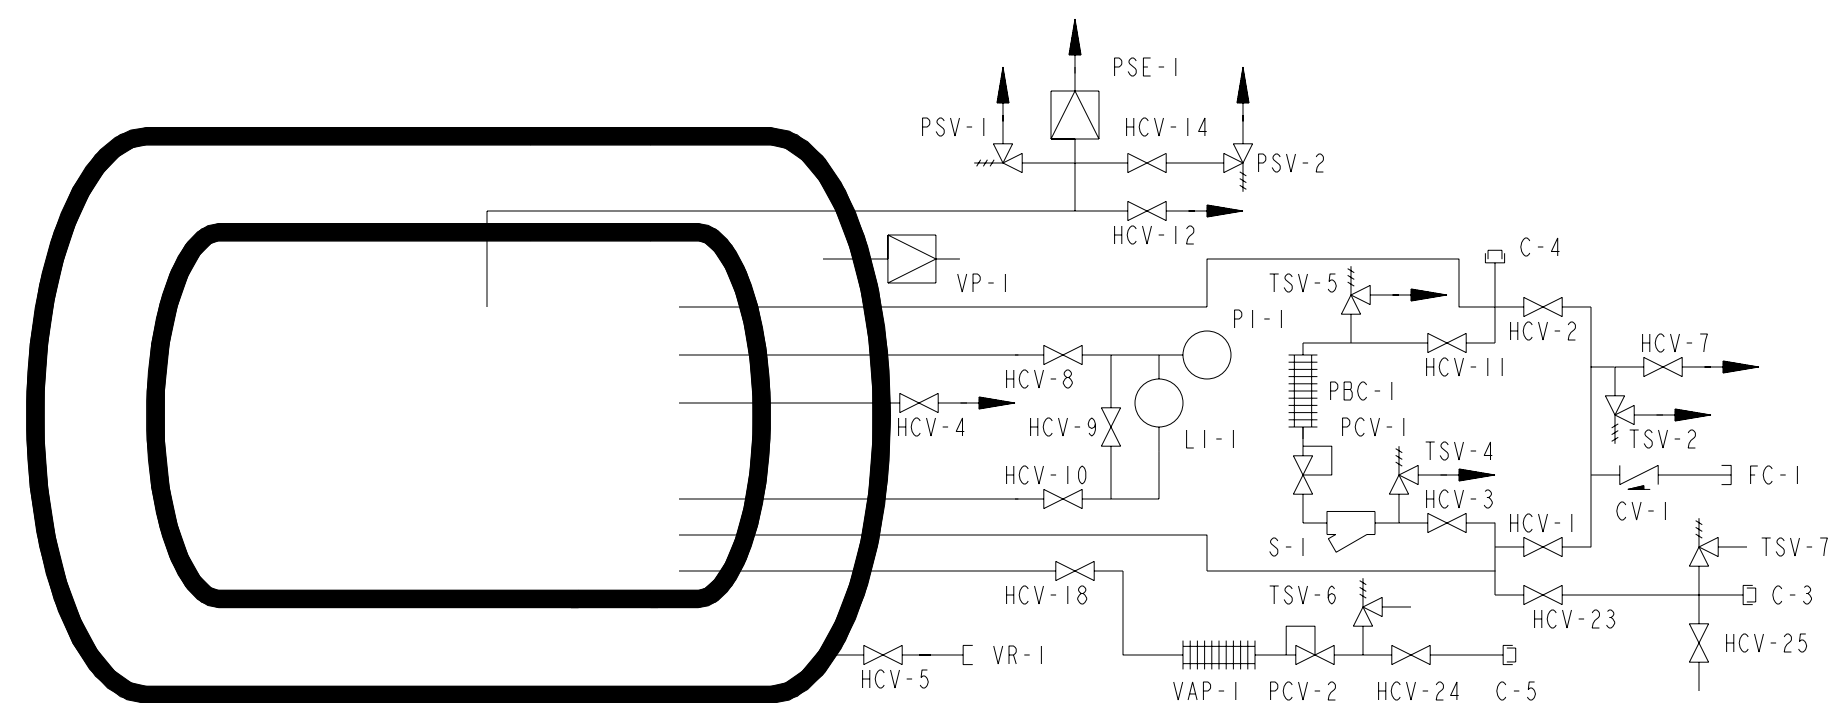 PSE-1
PSV-1
HCV-14
PSV-2
HCV-12
C-4
VP-1
TSV-5
PI-1
HCV-2
HCV-7
HCV-8
HCV-11
PBC-1
HCV-4
HCV-9
PCV-1
LI-1
TSV-2
TSV-4
HCV-10
HCV-3
FC-1
CV-1
HCV-1
S-1
TSV-7
HCV-18
TSV-6
C-3
HCV-23
HCV-25
VR-1
HCV-5
VAP-1
PCV-2
HCV-24
C-5